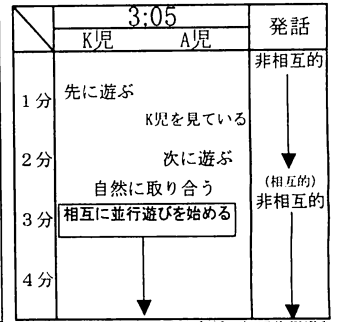 3:05
K児 A児 発話
非相互的
先に遊ぶ
1分
K児を見ている
2分 次に遊ぶ
(相互的)
自然に取り合う 非相互的
3分 相互に並行遊びを始める
4分